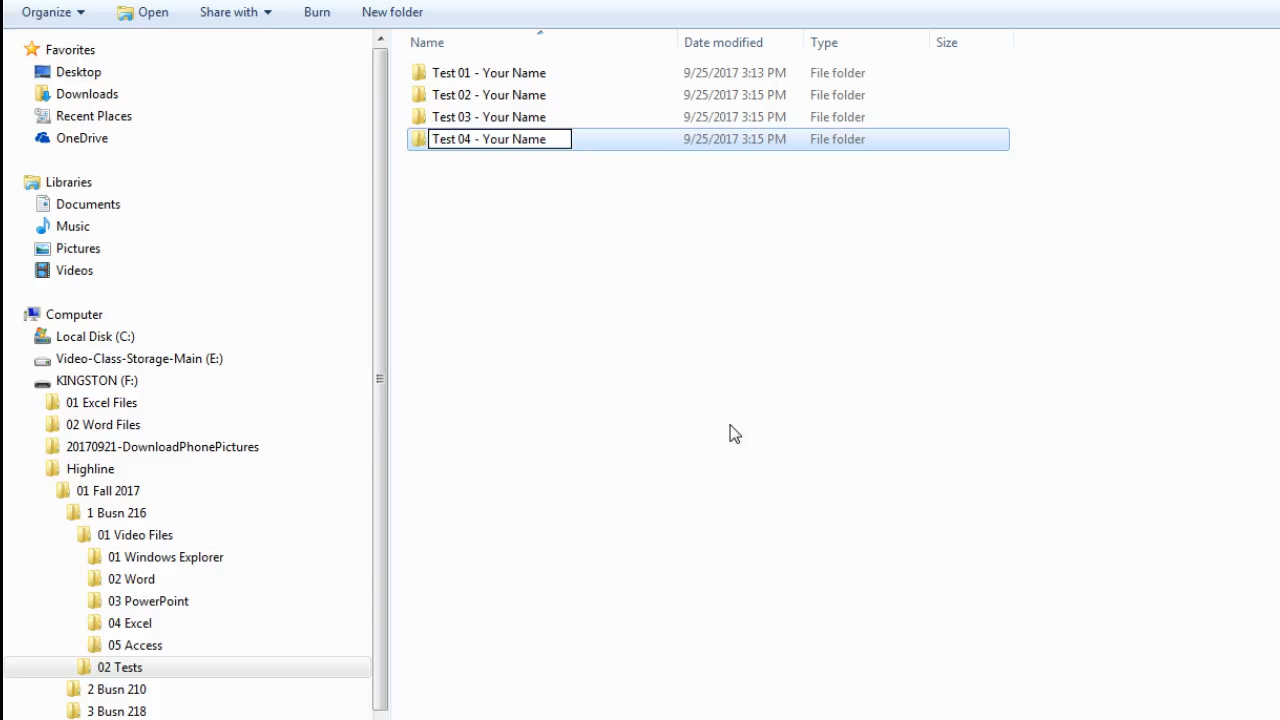 Organize Open Share with Burn New folder
Name Date modified Type Size
Test 01 - Your Name 9/25/2017 3:13 PM File folder
Test 02 - Your Name 9/25/2017 3:15 PM File folder
Test 03 - Your Name 9/25/2017 3:15 PM File folder
Test 04 - Your Name 9/25/2017 3:15 PM File folder
Favorites
Desktop
Downloads
Recent Places
OneDrive
Libraries
Documents
Music
Pictures
Videos
Computer
Local Disk (C:)
Video-Class-Storage-Main (E:)
KINGSTON (F:)
01 Excel Files
02 Word Files
20170921-DownloadPhonePictures
Highline
01 Fall 2017
1 Busn 216
01 Video Files
01 Windows Explorer
02 Word
03 PowerPoint
04 Excel
05 Access
02 Tests
2 Busn 210
3 Busn 218